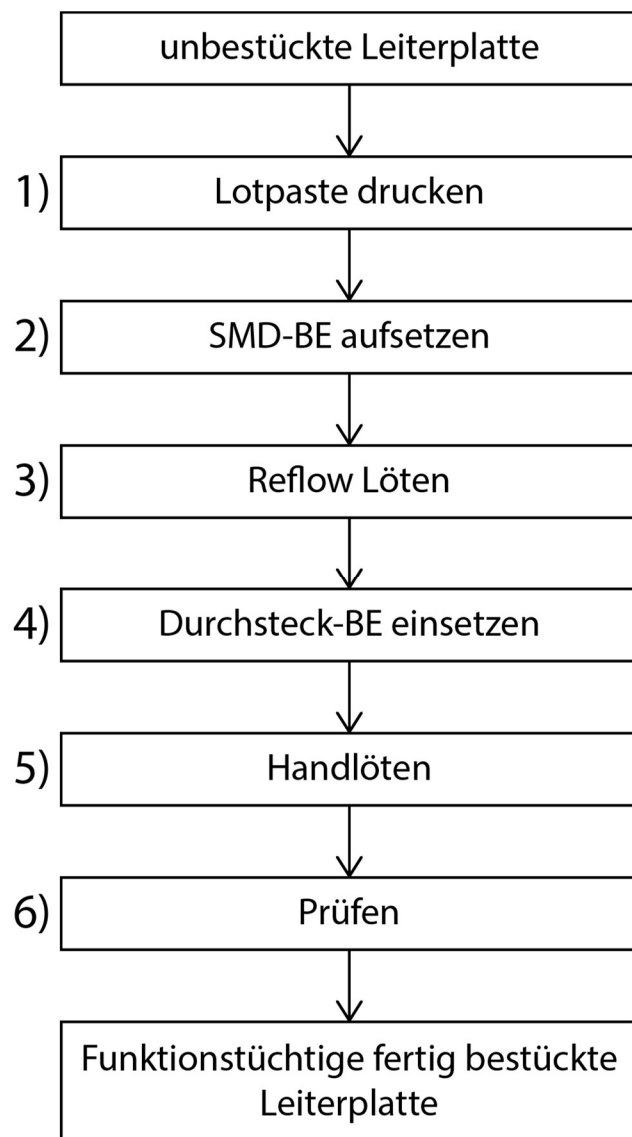 unbestückte Leiterplatte
1) Lotpaste drucken
2) SMD-BE aufsetzen
3) Reflow Löten
4) Durchsteck-BE einsetzen
5) Handlöten
6) Prüfen
Funktionstüchtige fertig bestückte
Leiterplatte